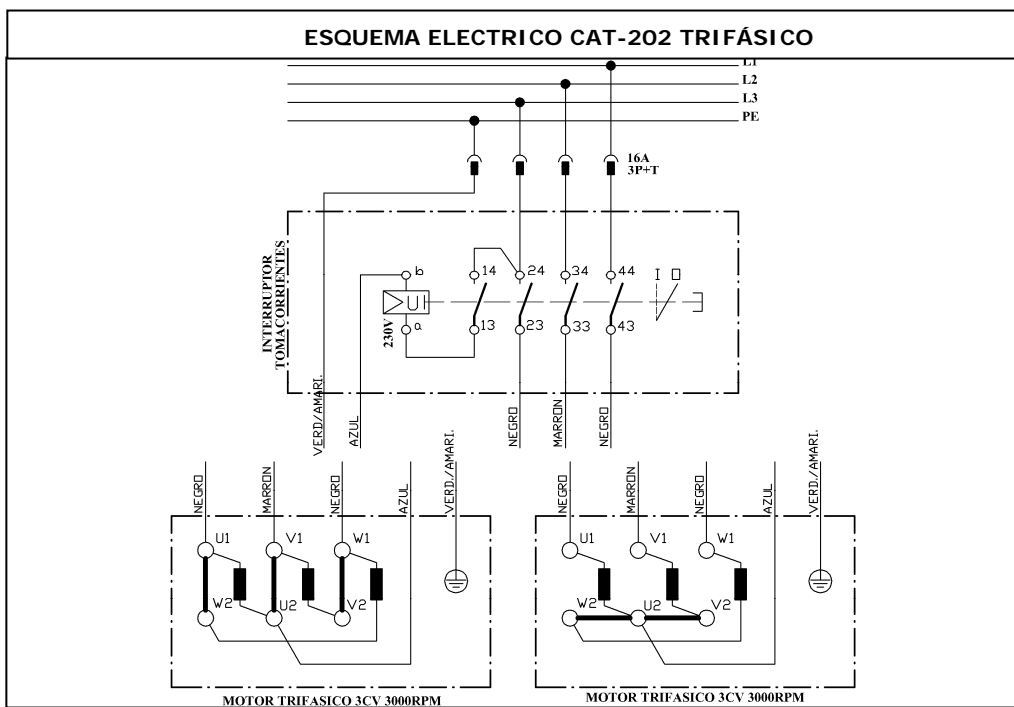 ESQUEMA ELECTRICO CAT-202 TRIFÁSICO
L1
L2
L3
PE
16A
3P+T
INTERRUPTOR
TOMACORRIENTES
b
14
24
34
44
I O
U
230V
a
13
23
33
43
VERD/AMARI.
AZUL
NEGRO
MARRON
NEGRO
NEGRO
MARRON
NEGRO
AZUL
VERD./AMARI.
NEGRO
MARRON
NEGRO
AZUL
VERD./AMARI.
U1
V1
W1
U1
V1
W1
W2
U2
V2
W2
U2
V2
MOTOR TRIFASICO 3CV 3000RPM
MOTOR TRIFASICO 3CV 3000RPM